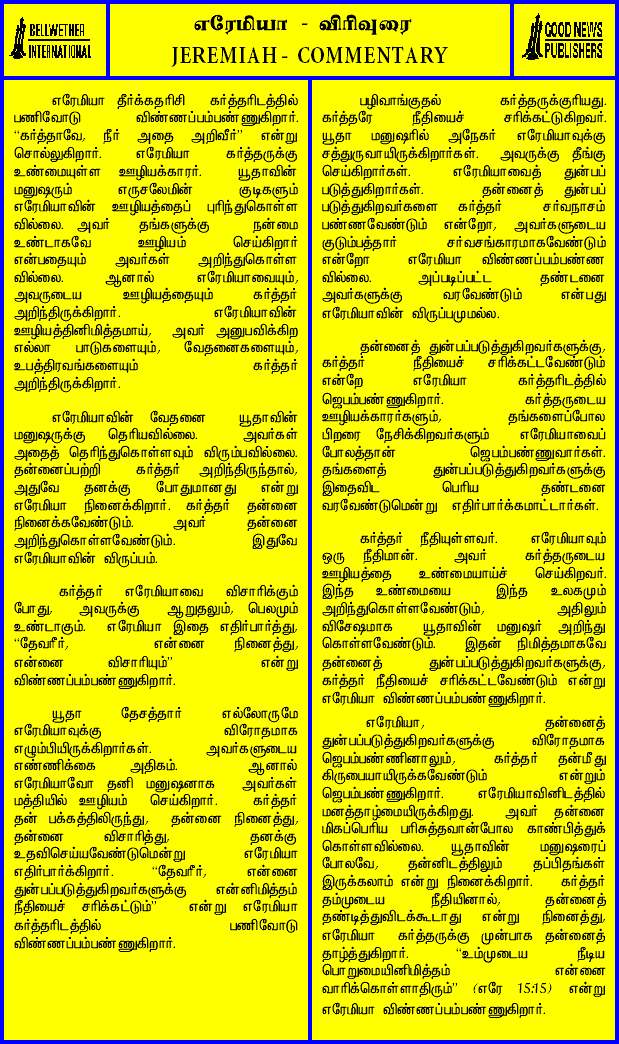 BELLWETHER
INTERNATIONAL
எரேமியா - விரிவுரை
JEREMIAH - COMMENTARY
GOOD NEWS
PUBLISHERS
எரேமியா தீர்க்கதரிசி கர்த்தரிடத்தில்
பணிவோடு விண்ணப்பம்பண்ணுகிறார்.
“கர்த்தாவே, நீர் அதை அறிவீர்” என்று
சொல்லுகிறார். எரேமியா கர்த்தருக்கு
உண்மையுள்ள ஊழியக்காரர். யூதாவின்
மனுஷரும் எருசலேமின் குடிகளும்
எரேமியாவின் ஊழியத்தைப் புரிந்துகொள்ள
வில்லை. அவர் தங்களுக்கு நன்மை
உண்டாகவே ஊழியம் செய்கிறார்
என்பதையும் அவர்கள் அறிந்துகொள்ள
வில்லை. ஆனால் எரேமியாவையும்,
அவருடைய ஊழியத்தையும் கர்த்தர்
அறிந்திருக்கிறார். எரேமியாவின்
ஊழியத்தினிமித்தமாய், அவர் அனுபவிக்கிற
எல்லா பாடுகளையும், வேதனைகளையும்,
உபத்திரவங்களையும் கர்த்தர்
அறிந்திருக்கிறார்.
எரேமியாவின் வேதனை யூதாவின்
மனுஷருக்கு தெரியவில்லை. அவர்கள்
அதைத் தெரிந்துகொள்ளவும் விரும்பவில்லை.
தன்னைப்பற்றி கர்த்தர் அறிந்திருந்தால்,
அதுவே தனக்கு போதுமானது என்று
எரேமியா நினைக்கிறார். கர்த்தர் தன்னை
நினைக்கவேண்டும். அவர் தன்னை
அறிந்துகொள்ளவேண்டும். இதுவே
எரேமியாவின் விருப்பம்.
கர்த்தர் எரேமியாவை விசாரிக்கும்
போது, அவருக்கு ஆறுதலும், பெலமும்
உண்டாகும். எரேமியா இதை எதிர்பார்த்து,
“தேவரீர், என்னை நினைத்து,
என்னை விசாரியும்” என்று
விண்ணப்பம்பண்ணுகிறார்.
யூதா தேசத்தார் எல்லோருமே
எரேமியாவுக்கு விரோதமாக
எழும்பியிருக்கிறார்கள். அவர்களுடைய
எண்ணிக்கை அதிகம். ஆனால்
எரேமியாவோ தனி மனுஷனாக அவர்கள்
மத்தியில் ஊழியம் செய்கிறார். கர்த்தர்
தன் பக்கத்திலிருந்து, தன்னை நினைத்து,
தன்னை விசாரித்து, தனக்கு
உதவிசெய்யவேண்டுமென்று எரேமியா
எதிர்பார்க்கிறார். “தேவரீர், என்னை
துன்பப்படுத்துகிறவர்களுக்கு என்னிமித்தம்
நீதியைச் சரிக்கட்டும்” என்று எரேமியா
கர்த்தரிடத்தில் பணிவோடு
விண்ணப்பம்பண்ணுகிறார்.
பழிவாங்குதல் கர்த்தருக்குரியது.
கர்த்தரே நீதியைச் சரிக்கட்டுகிறவர்.
யூதா மனுஷரில் அநேகர் எரேமியாவுக்கு
சத்துருவாயிருக்கிறார்கள். அவருக்கு தீங்கு
செய்கிறார்கள். எரேமியாவைத் துன்பப்
படுத்துகிறார்கள். தன்னைத் துன்பப்
படுத்துகிறவர்களை கர்த்தர் சர்வநாசம்
பண்ணவேண்டும் என்றோ, அவர்களுடைய
குடும்பத்தார் சர்வசங்காரமாகவேண்டும்
என்றோ எரேமியா விண்ணப்பம்பண்ண
வில்லை. அப்படிப்பட்ட தண்டனை
அவர்களுக்கு வரவேண்டும் என்பது
எரேமியாவின் விருப்பமுமல்ல.
தன்னைத் துன்பப்படுத்துகிறவர்களுக்கு,
கர்த்தர் நீதியைச் சரிக்கட்டவேண்டும்
என்றே எரேமியா கர்த்தரிடத்தில்
ஜெபம்பண்ணுகிறார். கர்த்தருடைய
ஊழியக்காரர்களும், தங்களைப்போல
பிறரை நேசிக்கிறவர்களும் எரேமியாவைப்
போலத்தான் ஜெபம்பண்ணுவார்கள்.
தங்களைத் துன்பப்படுத்துகிறவர்களுக்கு
இதைவிட பெரிய தண்டனை
வரவேண்டுமென்று எதிர்பார்க்கமாட்டார்கள்.
கர்த்தர் நீதியுள்ளவர். எரேமியாவும்
ஒரு நீதிமான். அவர் கர்த்தருடைய
ஊழியத்தை உண்மையாய்ச் செய்கிறவர்.
இந்த உண்மையை இந்த உலகமும்
அறிந்துகொள்ளவேண்டும், அதிலும்
விசேஷமாக யூதாவின் மனுஷர் அறிந்து
கொள்ளவேண்டும். இதன் நிமித்தமாகவே
தன்னைத் துன்பப்படுத்துகிறவர்களுக்கு,
கர்த்தர் நீதியைச் சரிக்கட்டவேண்டும் என்று
எரேமியா விண்ணப்பம்பண்ணுகிறார்.
எரேமியா, தன்னைத்
துன்பப்படுத்துகிறவர்களுக்கு விரோதமாக
ஜெபம்பண்ணினாலும், கர்த்தர் தன்மீது
கிருபையாயிருக்கவேண்டும் என்றும்
ஜெபம்பண்ணுகிறார். எரேமியாவினிடத்தில்
மனத்தாழ்மையிருக்கிறது. அவர் தன்னை
மிகப்பெரிய பரிசுத்தவான்போல காண்பித்துக்
கொள்ளவில்லை. யூதாவின் மனுஷரைப்
போலவே, தன்னிடத்திலும் தப்பிதங்கள்
இருக்கலாம் என்று நினைக்கிறார். கர்த்தர்
தம்முடைய நீதியினால், தன்னைத்
தண்டித்துவிடக்கூடாது என்று நினைத்து,
எரேமியா கர்த்தருக்கு முன்பாக தன்னைத்
தாழ்த்துகிறார். “உம்முடைய நீடிய
பொறுமையினிமித்தம் என்னை
வாரிக்கொள்ளாதிரும்” (எரே 15:15) என்று
எரேமியா விண்ணப்பம்பண்ணுகிறார்.